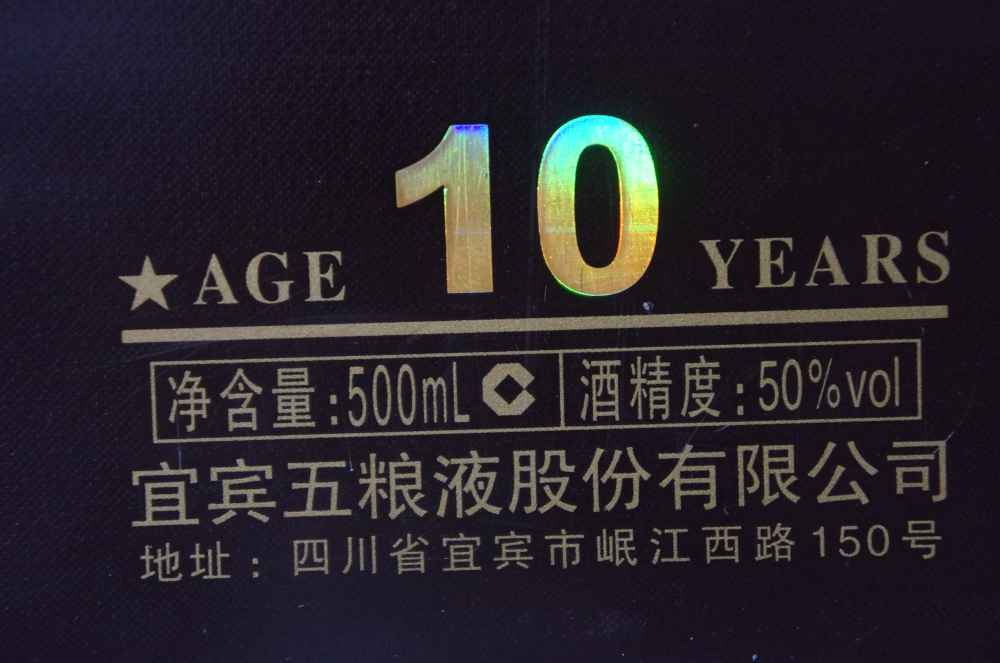 ★AGE 10 YEARS
净含量:500mL 酒精度:50%vol
宜宾五粮液股份有限公司
地址:四川省宜宾市岷江西路150号